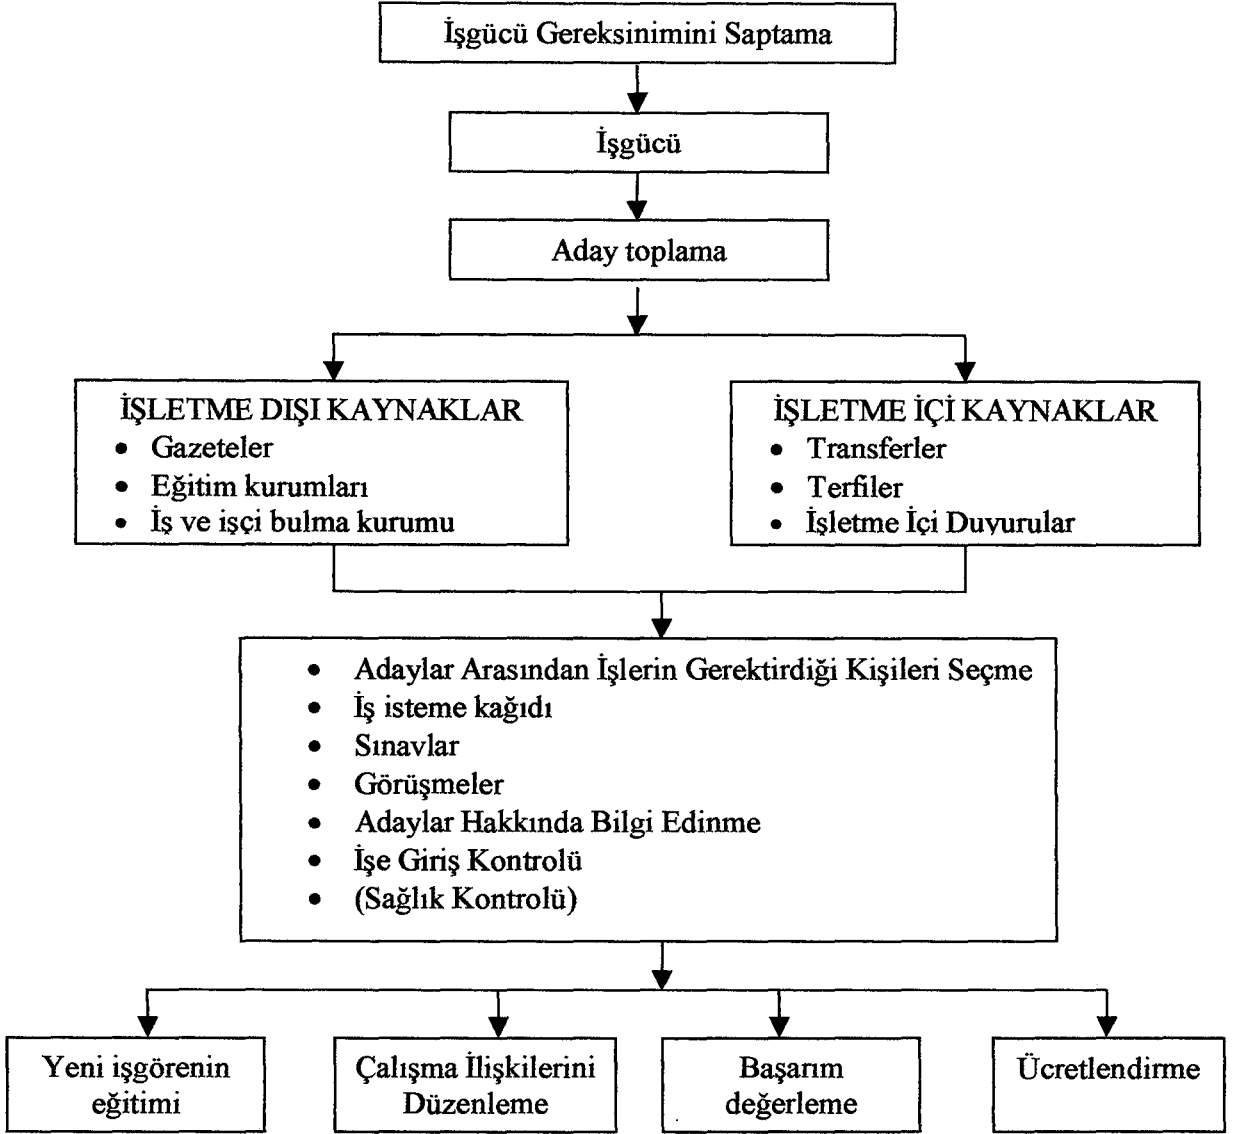 İşgücü Gereksinimini Saptama
İşgücü
Aday toplama
İŞLETME DIŞI KAYNAKLAR
• Gazeteler
• Eğitim kurumları
• İş ve işçi bulma kurumu
İŞLETME İÇİ KAYNAKLAR
• Transferler
• Terfiler
• İşletme İçi Duyurular
• Adaylar Arasından İşlerin Gerektirdiği Kişileri Seçme
• İş isteme kağıdı
• Sınavlar
• Görüşmeler
• Adaylar Hakkında Bilgi Edinme
• İşe Giriş Kontrolü
• (Sağlık Kontrolü)
Yeni işgörenin
eğitimi
Çalışma İlişkilerini
Düzenleme
Başarım
değerleme
Ücretlendirme